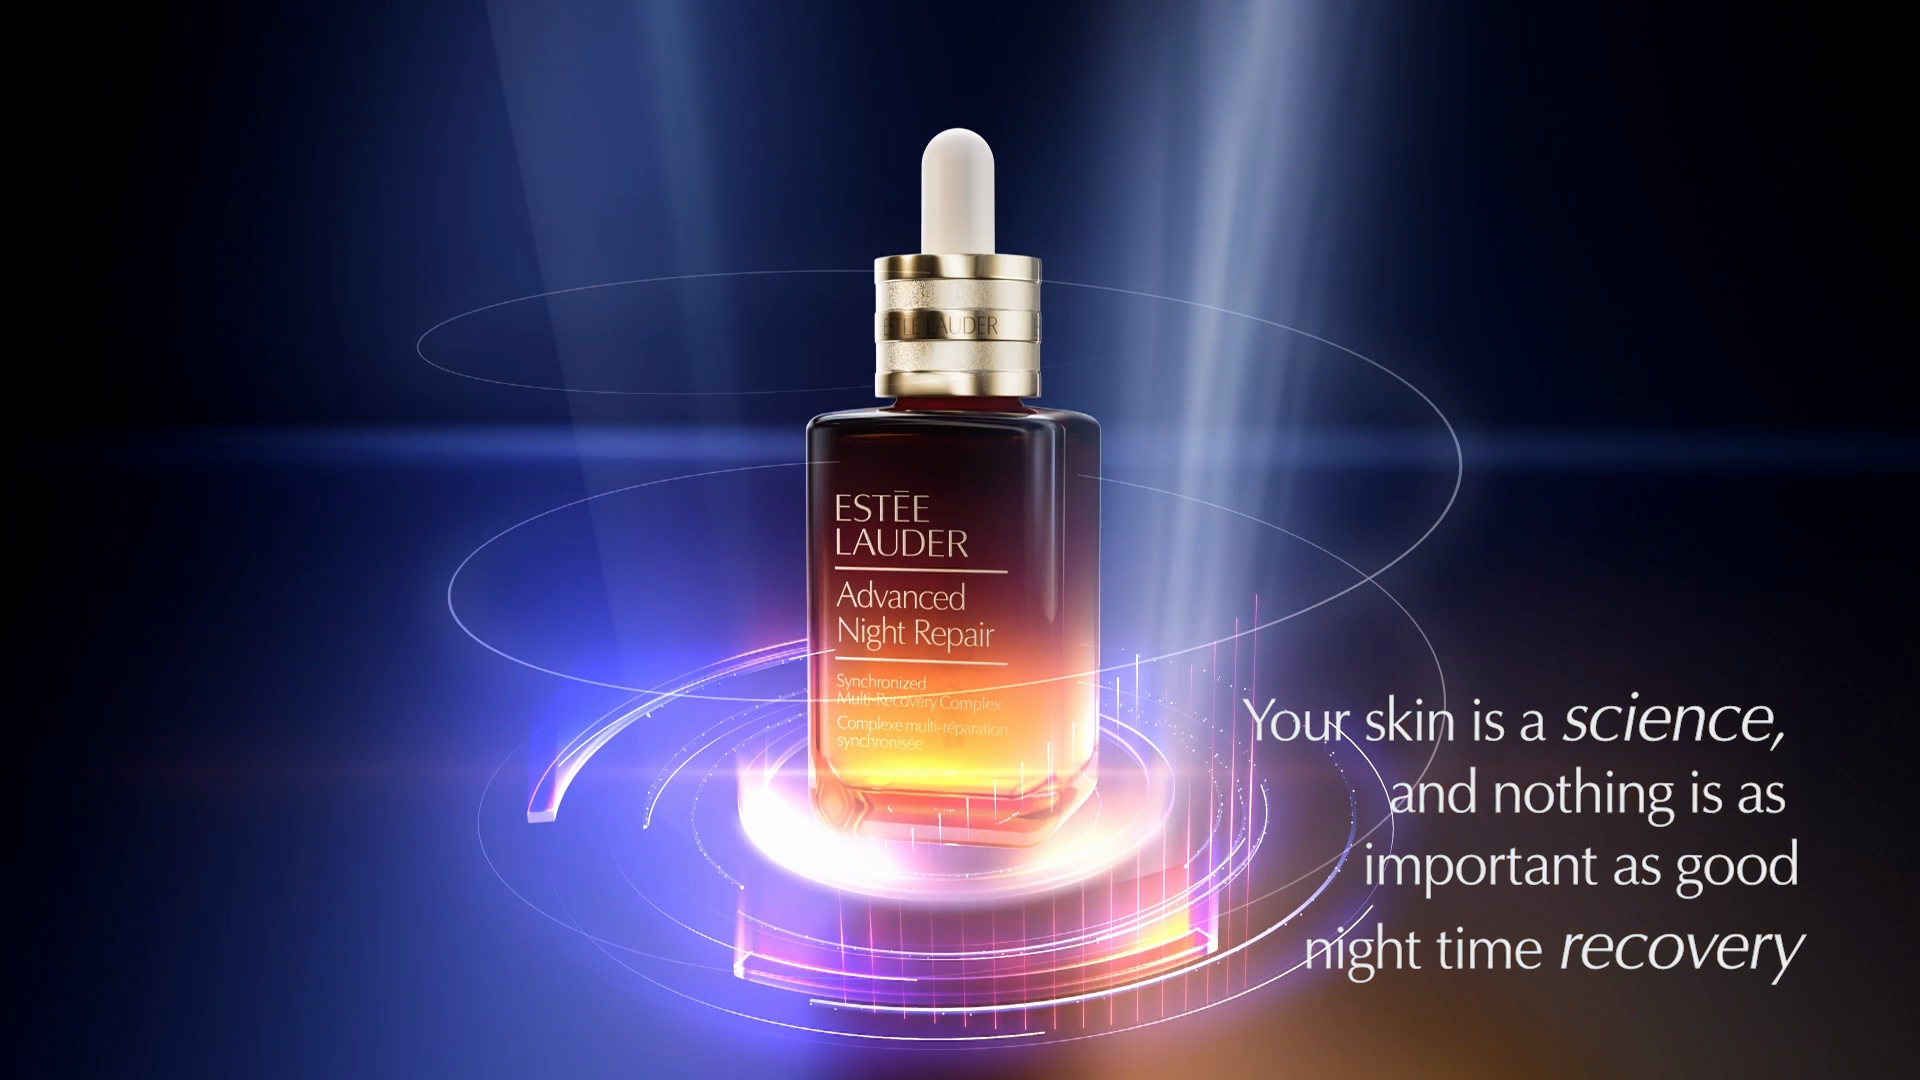 ESTĒE LAUDER
ESTĒE
LAUDER
Advanced
Night Repair
Synchronized
Multi-Recovery Complex
Complexe multi-réparation
synchronisée
Your skin is a science,
and nothing is as
important as good
night time recovery